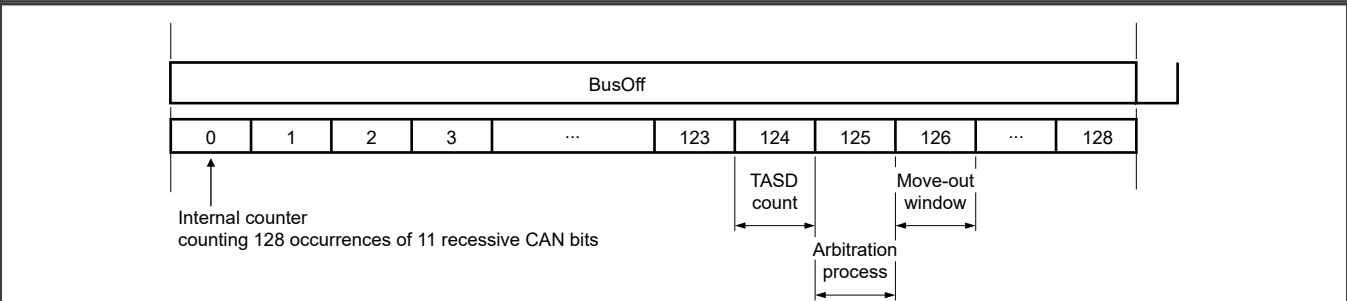 BusOff
0 1 2 3 ... 123 124 125 126 ... 128
TASD
count
Move-out
window
Internal counter
counting 128 occurrences of 11 recessive CAN bits
Arbitration
process